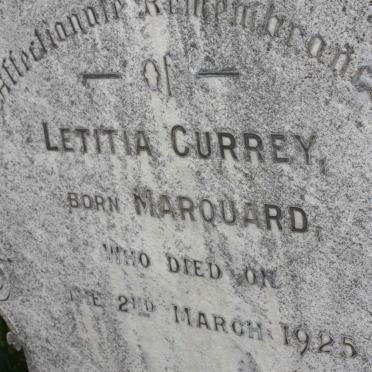 Affectionate Remembrance
Of
LETITIA CURREY,
BORN MARQUARD,
WHO DIED ON
THE 2ND MARCH 1925